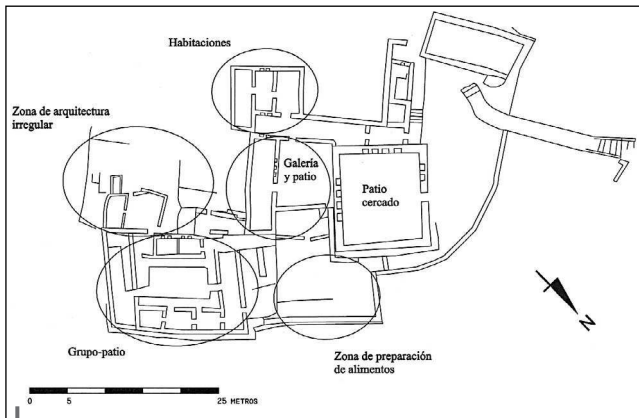 Habitaciones
Zona de arquitectura
irregular
Galería
y patio
Patio
cercado
Grupo-patio
Zona de preparación
de alimentos
N
0 5 25 METROS